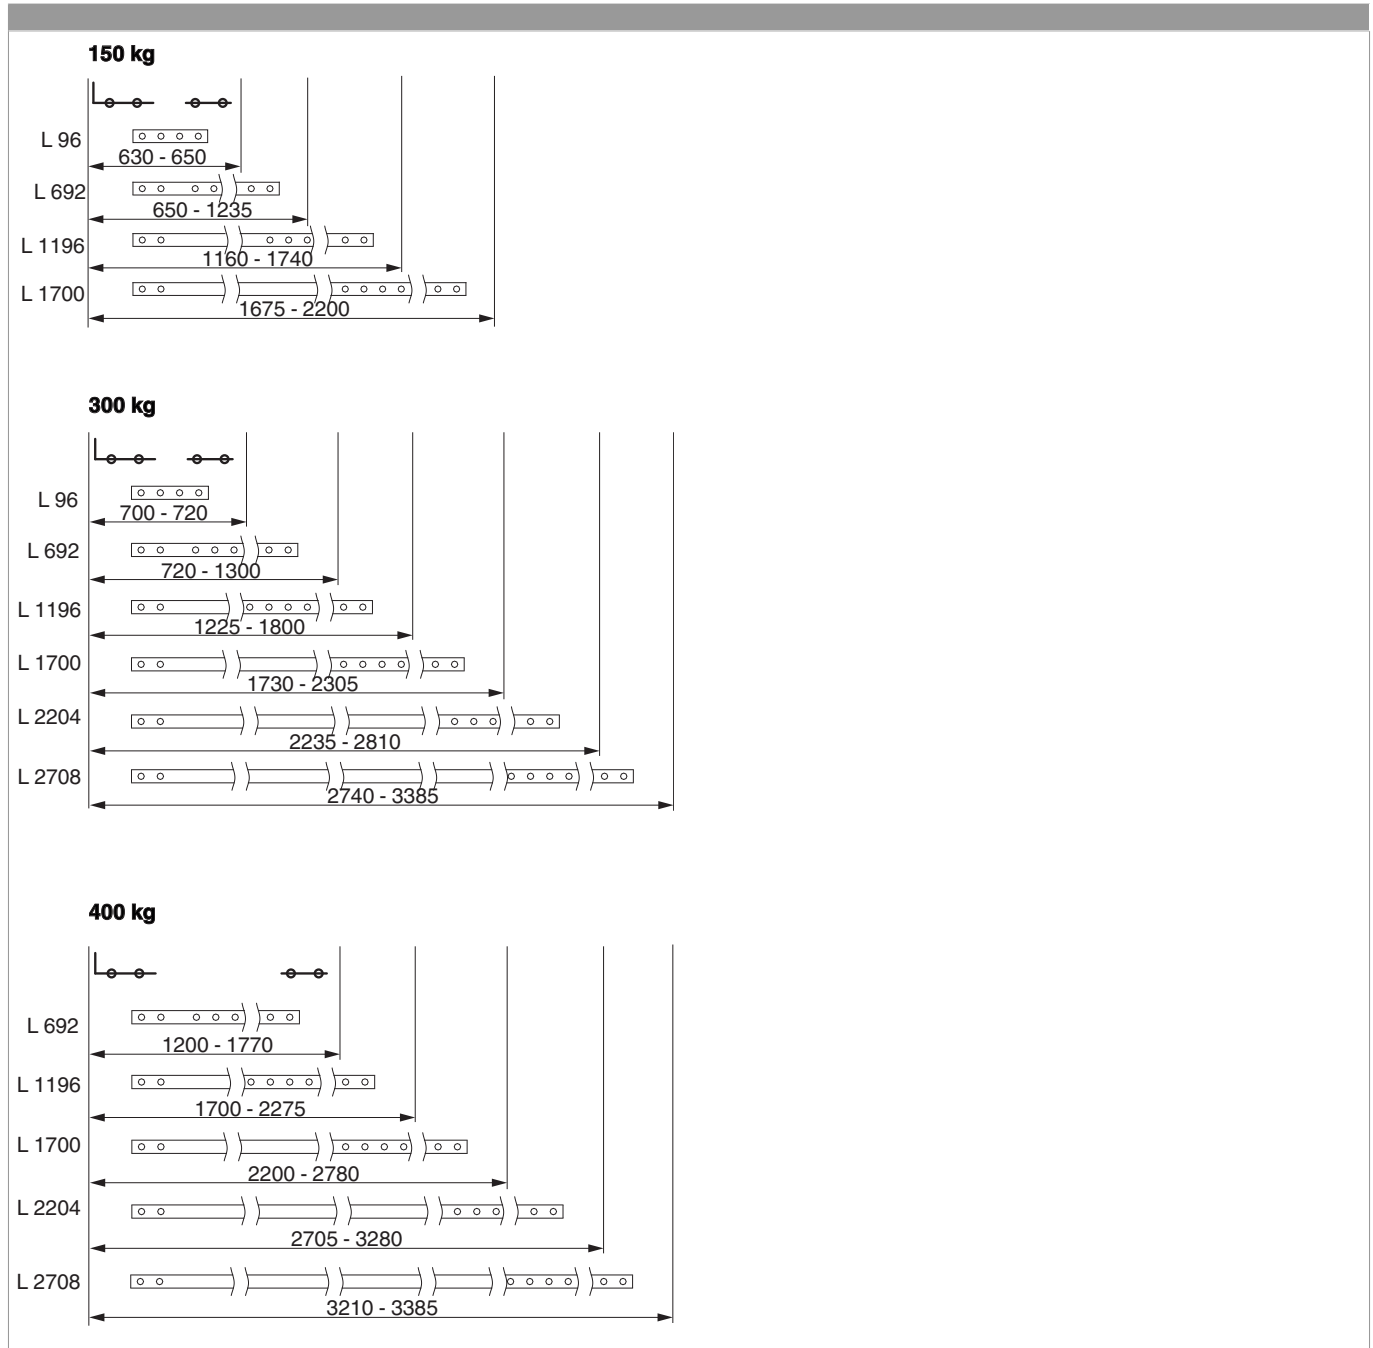 150 kg
L 96
630 - 650
L 692
650 - 1235
L 1196
1160 - 1740
L 1700
1675 - 2200
300 kg
L 96
700 - 720
L 692
720 - 1300
L 1196
1225 - 1800
L 1700
1730 - 2305
L 2204
2235 - 2810
L 2708
2740 - 3385
400 kg
L 692
1200 - 1770
L 1196
1700 - 2275
L 1700
2200 - 2780
L 2204
2705 - 3280
L 2708
3210 - 3385